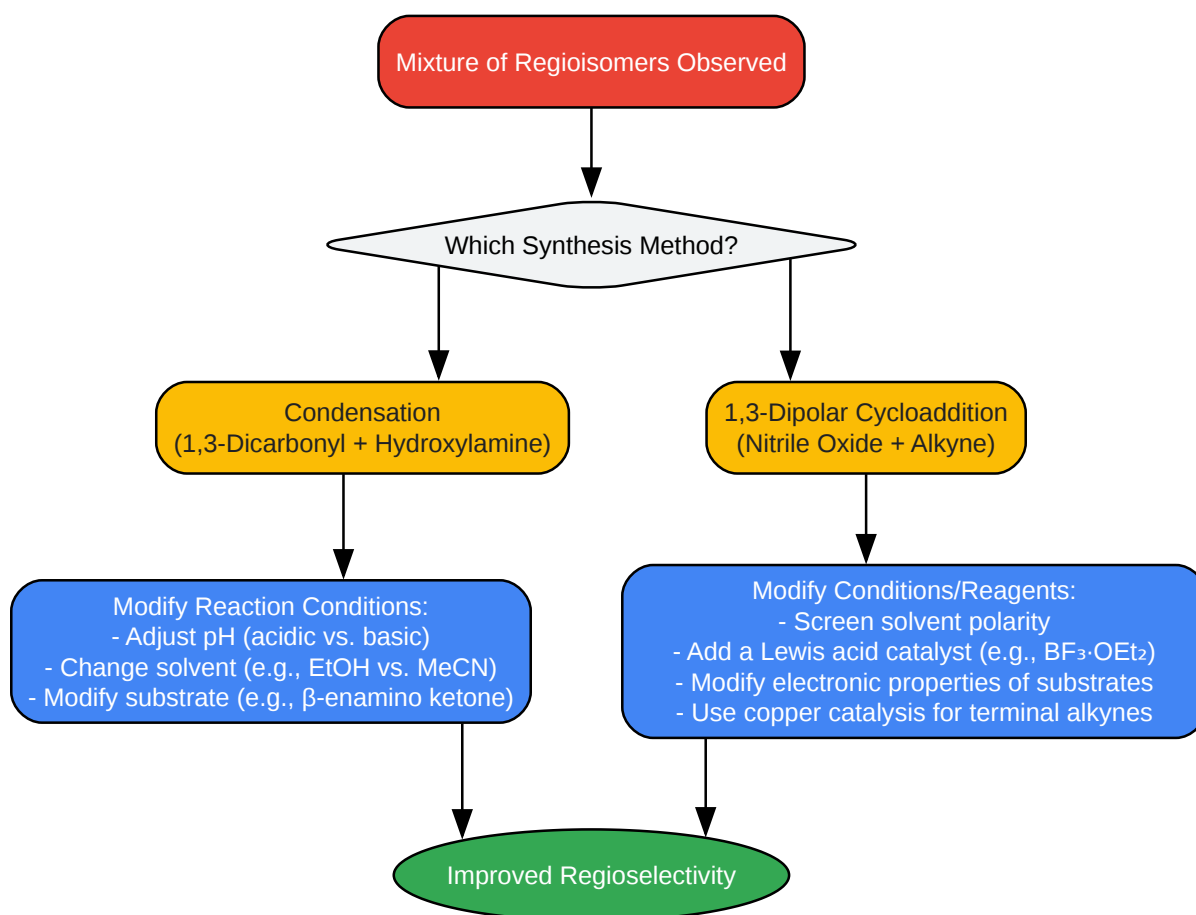 Mixture of Regioisomers Observed
Which Synthesis Method?
Condensation
(1,3-Dicarbonyl + Hydroxylamine)
1,3-Dipolar Cycloaddition
(Nitrile Oxide + Alkyne)
Modify Reaction Conditions:
- Adjust pH (acidic vs. basic)
- Change solvent (e.g., EtOH vs. MeCN)
- Modify substrate (e.g., β-enamino ketone)
Modify Conditions/Reagents:
- Screen solvent polarity
- Add a Lewis acid catalyst (e.g., BF₃·OEt₂)
- Modify electronic properties of substrates
- Use copper catalysis for terminal alkynes
Improved Regioselectivity